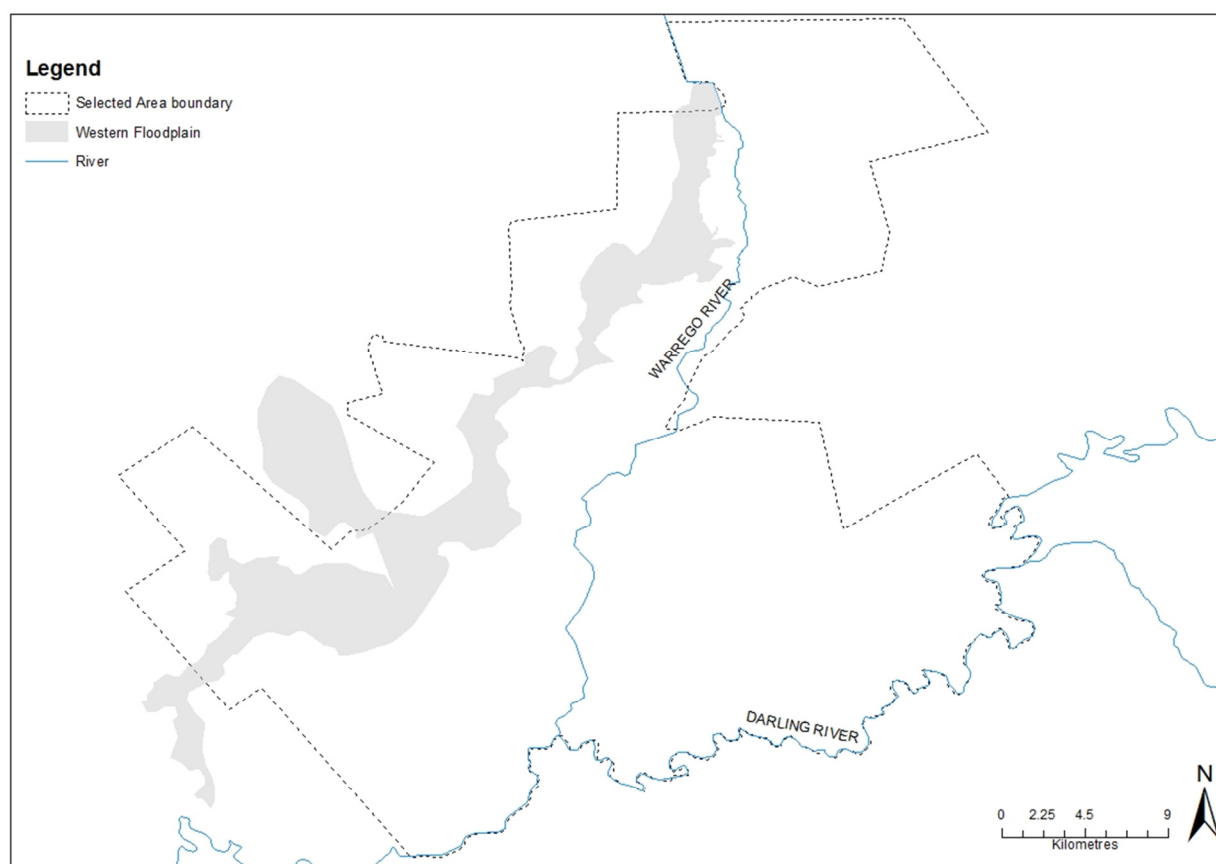 Legend
Selected Area boundary
Western Floodplain
River
WARREGO RIVER
DARLING RIVER
N
0 2.25 4.5 9
Kilometres